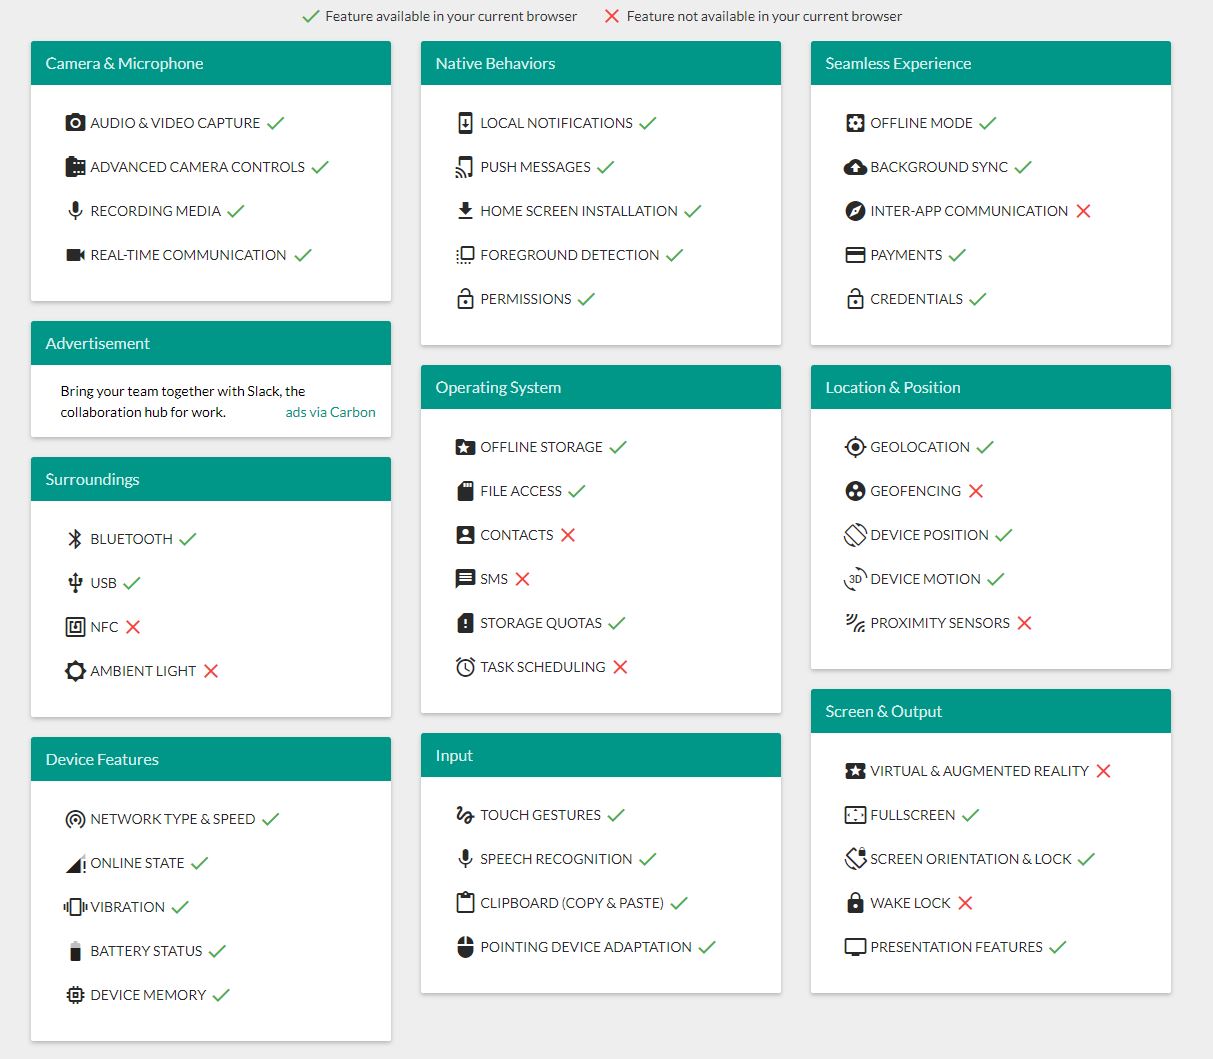 Feature available in your current browser
Feature not available in your current browser
Camera & Microphone
AUDIO & VIDEO CAPTURE
ADVANCED CAMERA CONTROLS
RECORDING MEDIA
REAL-TIME COMMUNICATION
Advertisement
Bring your team together with Slack, the
collaboration hub for work.
ads via Carbon
Surroundings
BLUETOOTH
USB
NFC
AMBIENT LIGHT
Device Features
NETWORK TYPE & SPEED
ONLINE STATE
VIBRATION
BATTERY STATUS
DEVICE MEMORY
Native Behaviors
LOCAL NOTIFICATIONS
PUSH MESSAGES
HOME SCREEN INSTALLATION
FOREGROUND DETECTION
PERMISSIONS
Operating System
OFFLINE STORAGE
FILE ACCESS
CONTACTS
SMS
STORAGE QUOTAS
TASK SCHEDULING
Input
TOUCH GESTURES
SPEECH RECOGNITION
CLIPBOARD (COPY & PASTE)
POINTING DEVICE ADAPTATION
Seamless Experience
OFFLINE MODE
BACKGROUND SYNC
INTER-APP COMMUNICATION
PAYMENTS
CREDENTIALS
Location & Position
GEOLOCATION
GEOFENCING
DEVICE POSITION
3D DEVICE MOTION
PROXIMITY SENSORS
Screen & Output
VIRTUAL & AUGMENTED REALITY
FULLSCREEN
SCREEN ORIENTATION & LOCK
WAKE LOCK
PRESENTATION FEATURES